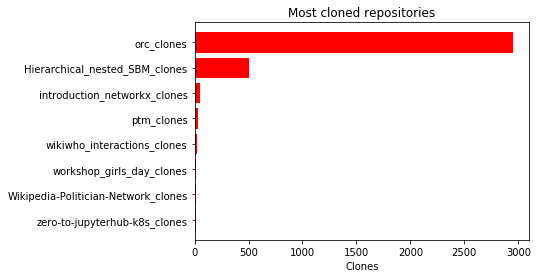 Most cloned repositories
orc_clones
Hierarchical_nested_SBM_clones
introduction_networkx_clones
ptm_clones
wikiwho_interactions_clones
workshop_girls_day_clones
Wikipedia-Politician-Network_clones
zero-to-jupyterhub-k8s_clones
0 500 1000 1500 2000 2500 3000
Clones